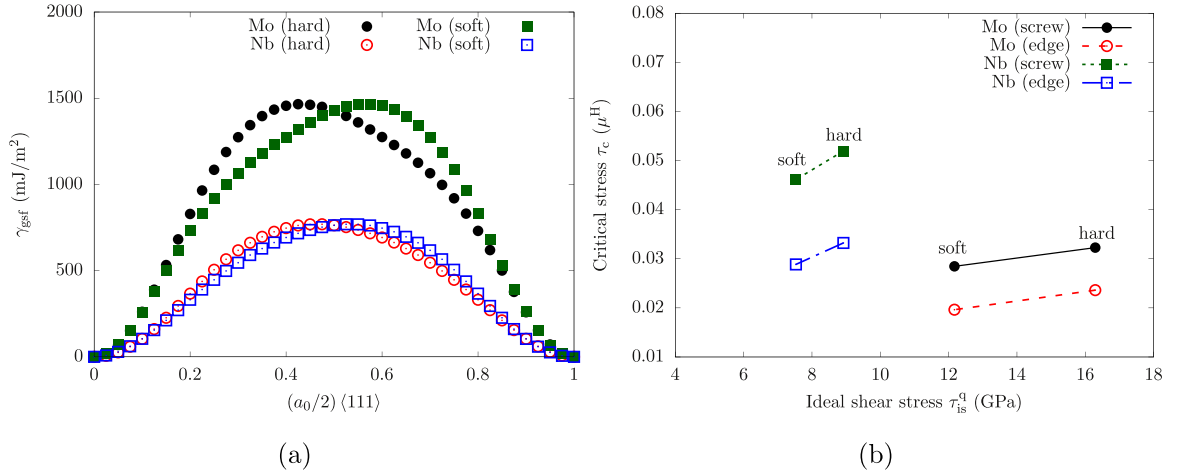 Mo (hard) Mo (soft)
Nb (hard) Nb (soft)
2000
1500
1000
500
0
γgsf (mJ/m²)
0 0.2 0.4 0.6 0.8 1
(a₀/2) ⟨111⟩
(a)
Mo (screw)
Mo (edge)
Nb (screw)
Nb (edge)
0.08
0.07
0.06
0.05
0.04
0.03
0.02
0.01
Critical stress τc (μᴴ)
soft
hard
soft
hard
4 6 8 10 12 14 16 18
Ideal shear stress τ_is^q (GPa)
(b)